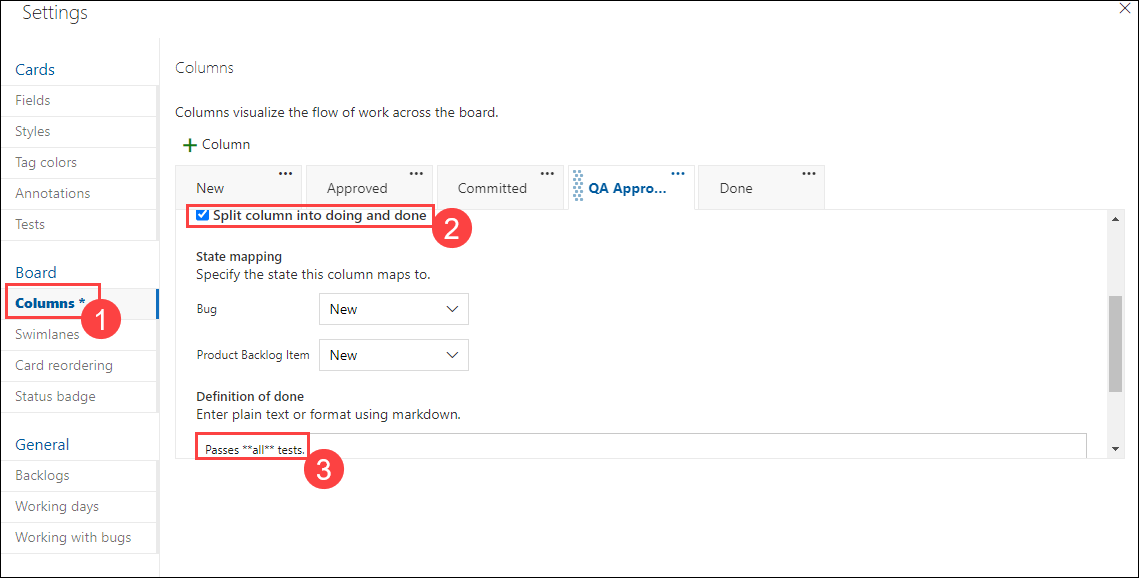 Settings
Cards
Fields
Styles
Tag colors
Annotations
Tests
Board
Columns *
1
Swimlanes
Card reordering
Status badge
General
Backlogs
Working days
Working with bugs
Columns
Columns visualize the flow of work across the board.
+ Column
New ••• Approved ••• Committed ••• QA Appro... ••• Done •••
Split column into doing and done
2
State mapping
Specify the state this column maps to.
Bug New
Product Backlog Item New
Definition of done
Enter plain text or format using markdown.
Passes **all** tests.
3